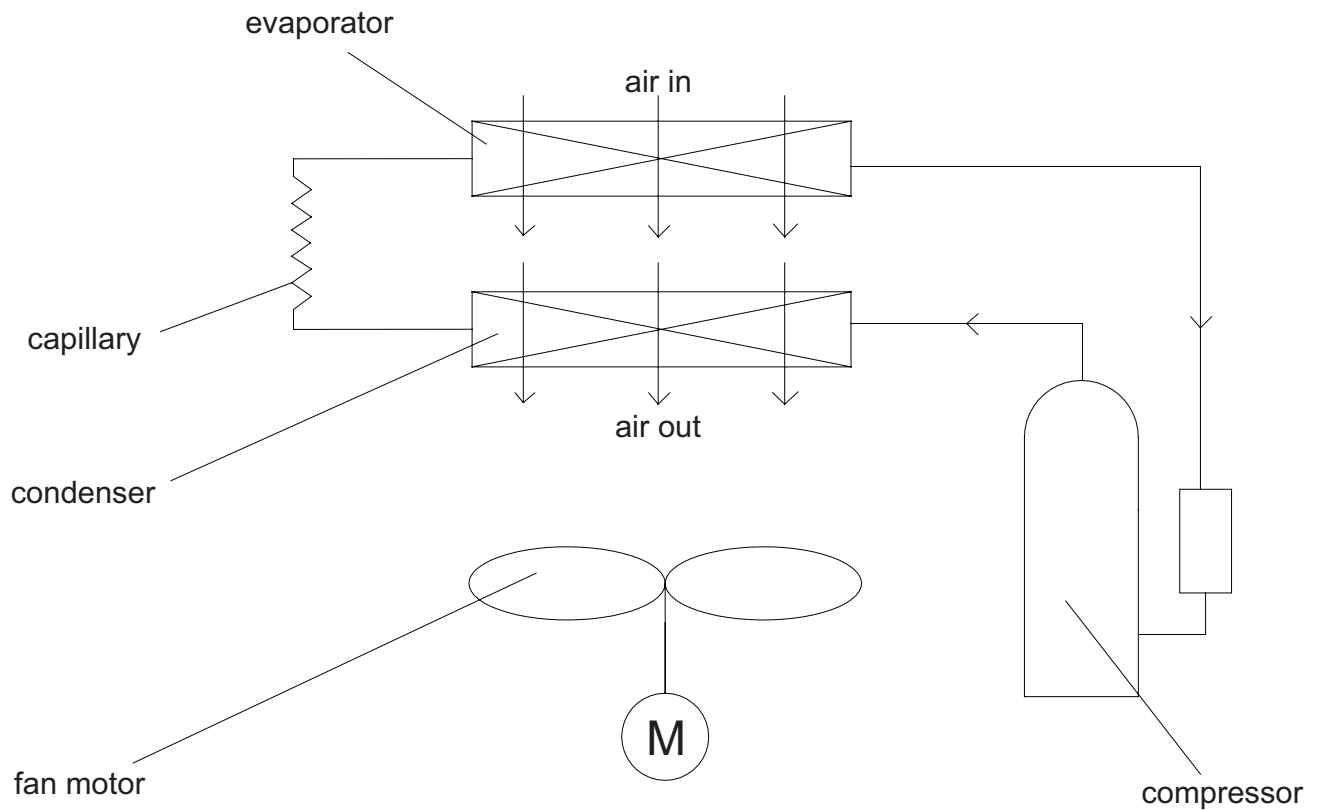 evaporator
air in
capillary
air out
condenser
M
fan motor
compressor